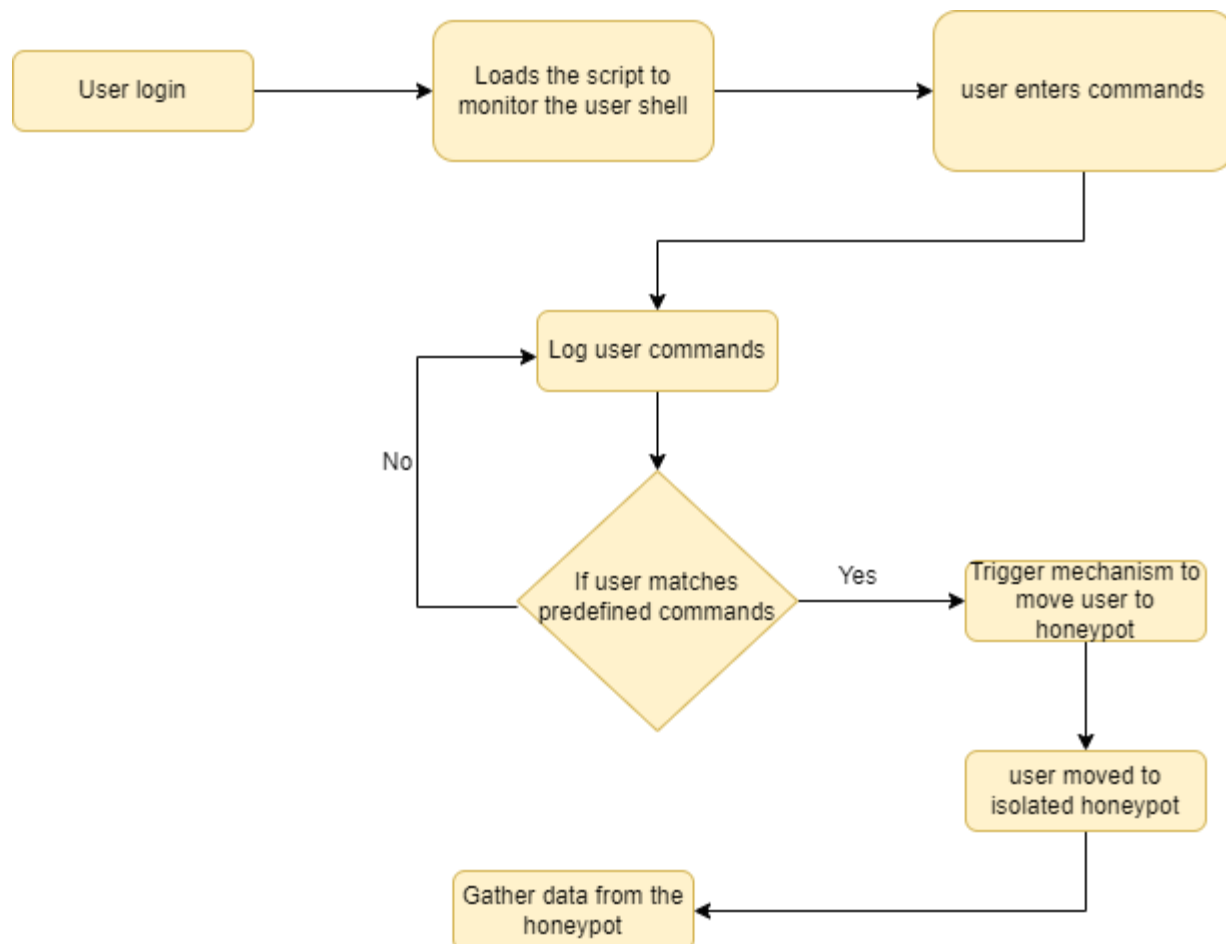 User login
Loads the script to
monitor the user shell
user enters commands
Log user commands
No
If user matches
predefined commands
Yes
Trigger mechanism to
move user to
honeypot
user moved to
isolated honeypot
Gather data from the
honeypot